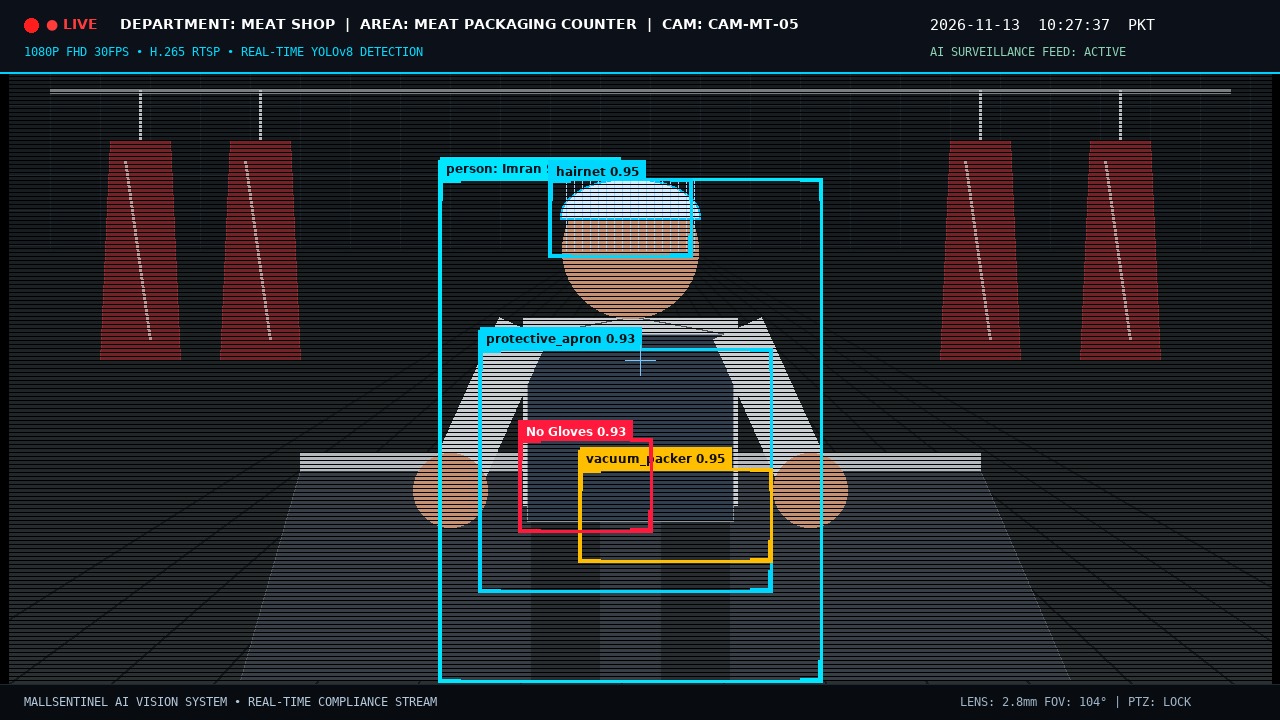 ● LIVE DEPARTMENT: MEAT SHOP | AREA: MEAT PACKAGING COUNTER | CAM: CAM-MT-05 2026-11-13 10:27:37 PKT
1080P FHD 30FPS • H.265 RTSP • REAL-TIME YOLOv8 DETECTION AI SURVEILLANCE FEED: ACTIVE
person: Imran
hairnet 0.95
protective_apron 0.93
No Gloves 0.93
vacuum_packer 0.95
MALLSENTINEL AI VISION SYSTEM • REAL-TIME COMPLIANCE STREAM LENS: 2.8mm FOV: 104° | PTZ: LOCK